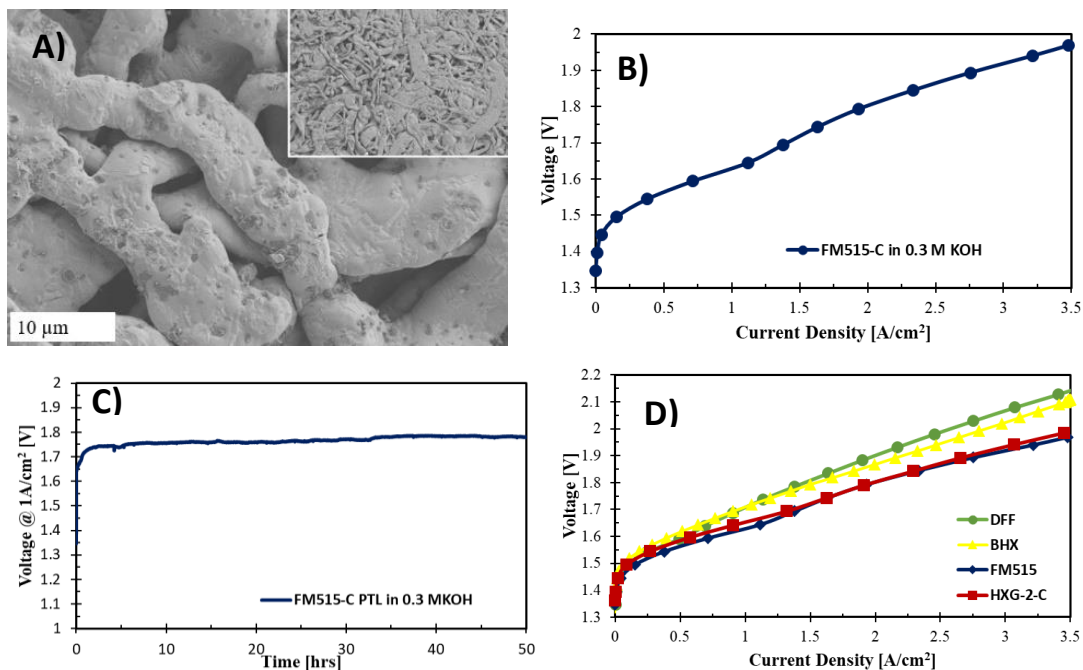 A)
10 µm
B)
2
1.9
1.8
1.7
1.6
1.5
1.4
1.3
Voltage [V]
FM515-C in 0.3 M KOH
0 0.5 1 1.5 2 2.5 3 3.5
Current Density [A/cm²]
C)
2
1.9
1.8
1.7
1.6
1.5
1.4
1.3
1.2
1.1
1
Voltage @ 1A/cm² [V]
FM515-C PTL in 0.3 MKOH
0 10 20 30 40 50
Time [hrs]
D)
2.2
2.1
2
1.9
1.8
1.7
1.6
1.5
1.4
1.3
Voltage [V]
DFF
BHX
FM515
HXG-2-C
0 0.5 1 1.5 2 2.5 3 3.5
Current Density [A/cm²]